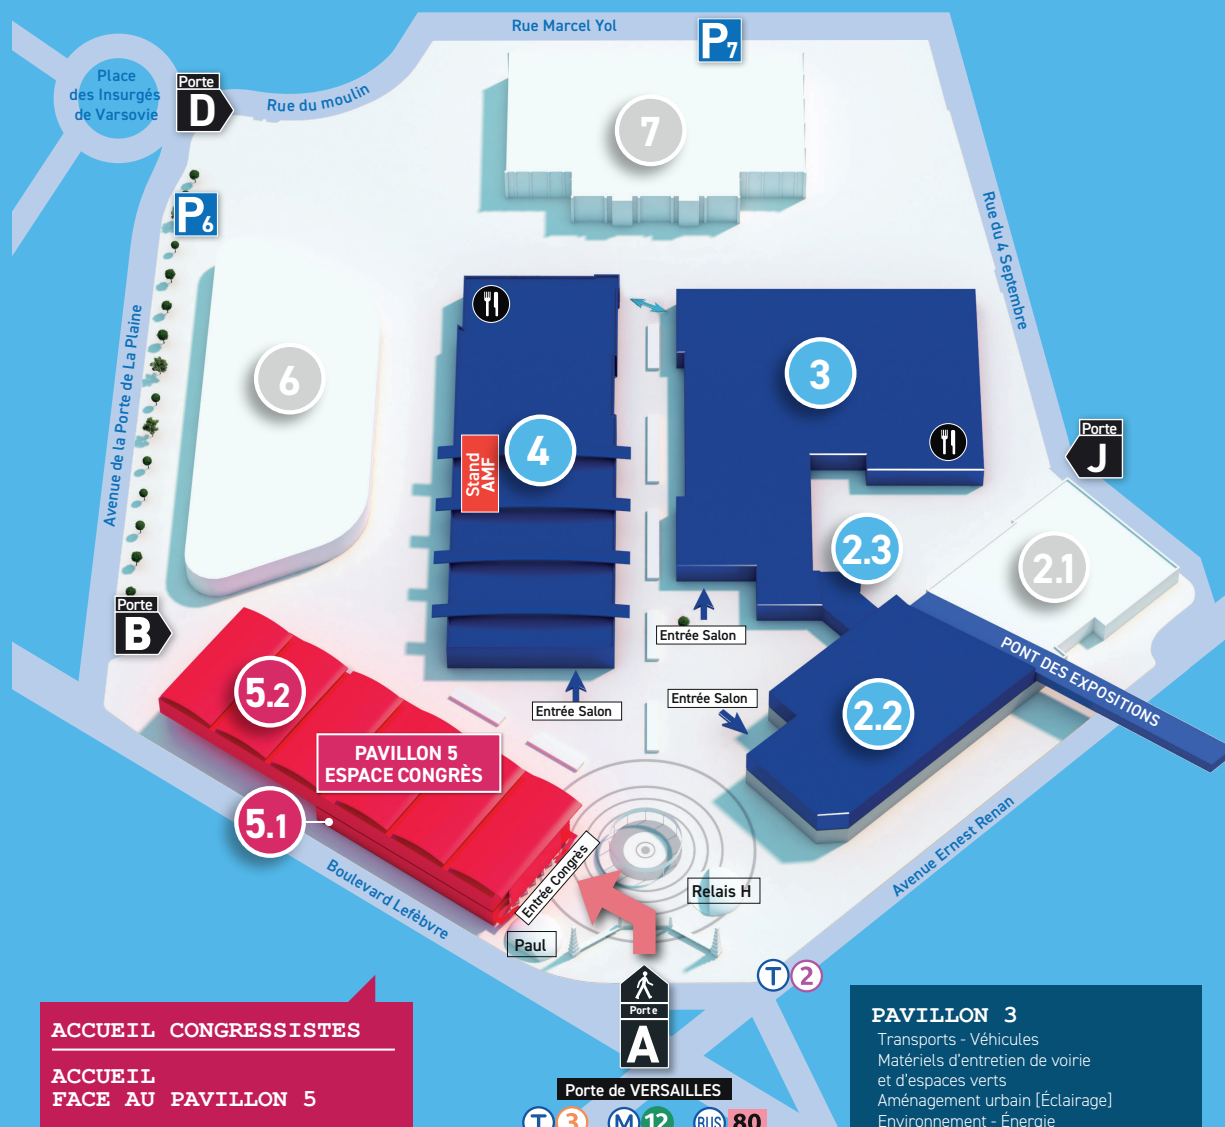 Rue Marcel Yol
P7
Place
des Insurgés
de Varsovie
Porte
D
Rue du moulin
7
P6
Rue du 4 Septembre
Avenue de la Porte de La Plaine
6
3
4
Stand
AMF
Porte
J
2.3
2.1
Porte
B
Entrée Salon
PONT DES EXPOSITIONS
5.2
Entrée Salon
Entrée Salon
2.2
PAVILLON 5
ESPACE CONGRÈS
5.1
Entrée Congrès
Boulevard Lefèbvre
Avenue Ernest Renan
Relais H
Paul
T 2
Porte
A
Porte de VERSAILLES
T 3 M 12 BUS 80
ACCUEIL CONGRESSISTES
ACCUEIL
FACE AU PAVILLON 5
PAVILLON 3
Transports - Véhicules
Matériels d'entretien de voirie
et d'espaces verts
Aménagement urbain [Éclairage]
Environnement - Énergie